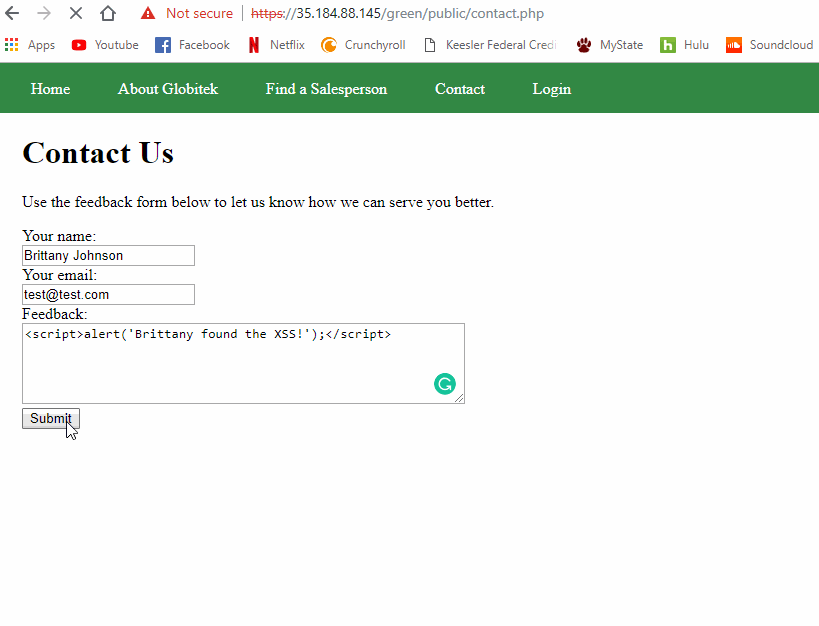 Not secure https://35.184.88.145/green/public/contact.php
Apps Youtube Facebook Netflix Crunchyroll Keesler Federal Credi MyState Hulu Soundcloud
Home About Globitek Find a Salesperson Contact Login
Contact Us
Use the feedback form below to let us know how we can serve you better.
Your name:
Brittany Johnson
Your email:
test@test.com
Feedback:
<script>alert('Brittany found the XSS!');</script>
Submit